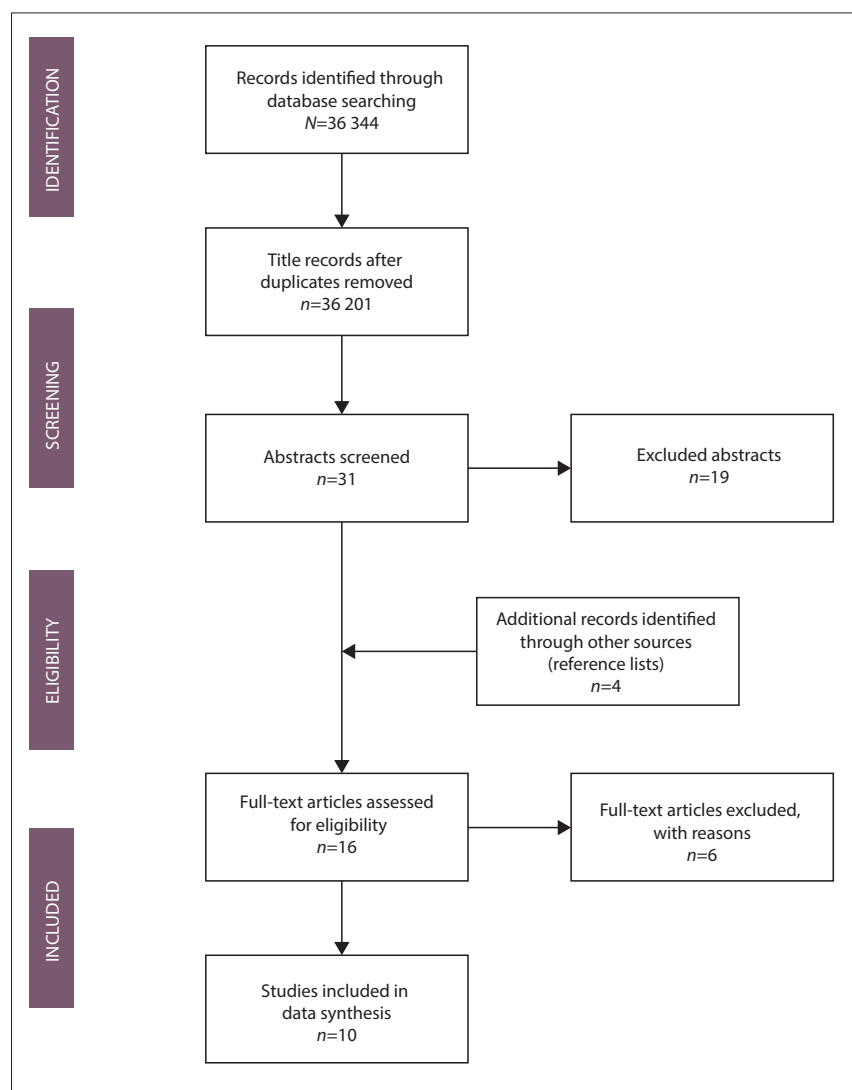 IDENTIFICATION
Records identified through
database searching
N=36 344
Title records after
duplicates removed
n=36 201
SCREENING
Abstracts screened
n=31
Excluded abstracts
n=19
ELIGIBILITY
Additional records identified
through other sources
(reference lists)
n=4
Full-text articles assessed
for eligibility
n=16
Full-text articles excluded,
with reasons
n=6
INCLUDED
Studies included in
data synthesis
n=10